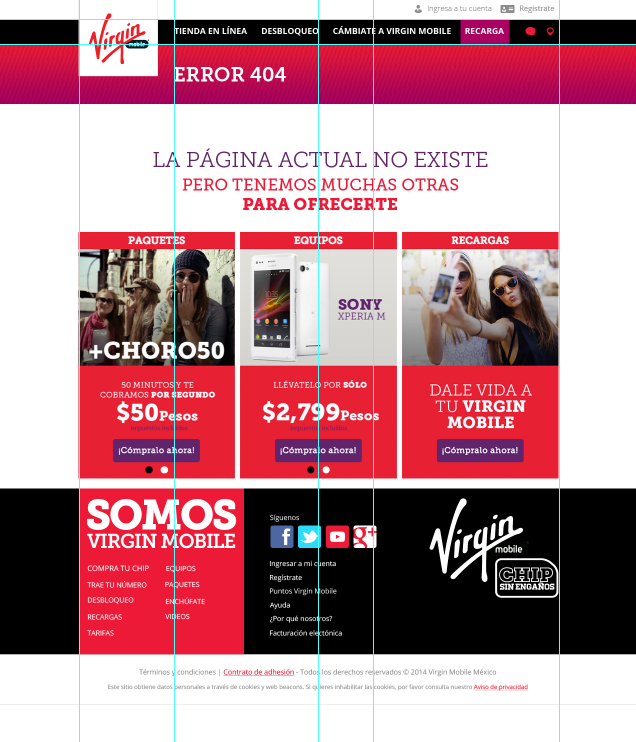 Ingresa a tu cuenta Regístrate
Virgin
mobile
TIENDA EN LÍNEA DESBLOQUEO CÁMBIATE A VIRGIN MOBILE RECARGA
ERROR 404
LA PÁGINA ACTUAL NO EXISTE
PERO TENEMOS MUCHAS OTRAS
PARA OFRECERTE
PAQUETES
+CHORO50
50 MINUTOS Y TE
COBRAMOS POR SEGUNDO
$50Pesos
Impuestos incluidos
¡Cómpralo ahora!
EQUIPOS
SONY
XPERIA M
LLÉVATELO POR SÓLO
$2,799Pesos
Impuestos incluidos
¡Cómpralo ahora!
RECARGAS
DALE VIDA A
TU VIRGIN
MOBILE
¡Cómpralo ahora!
SOMOS
VIRGIN MOBILE
COMPRA TU CHIP
TRAE TU NÚMERO
DESBLOQUEO
RECARGAS
TARIFAS
EQUIPOS
PAQUETES
ENCHÚFATE
VIDEOS
Síguenos
f
g+
Ingresar a mi cuenta
Regístrate
Puntos Virgin Mobile
Ayuda
¿Por qué nosotros?
Facturación electónica
Virgin
mobile
CHIP
SIN ENGAÑOS
Términos y condiciones | Contrato de adhesión - Todos los derechos reservados © 2014 Virgin Mobile México
Este sitio obtiene datos personales a través de cookies y web beacons. Si quieres inhabilitar las cookies, por favor consulta nuestro Aviso de privacidad